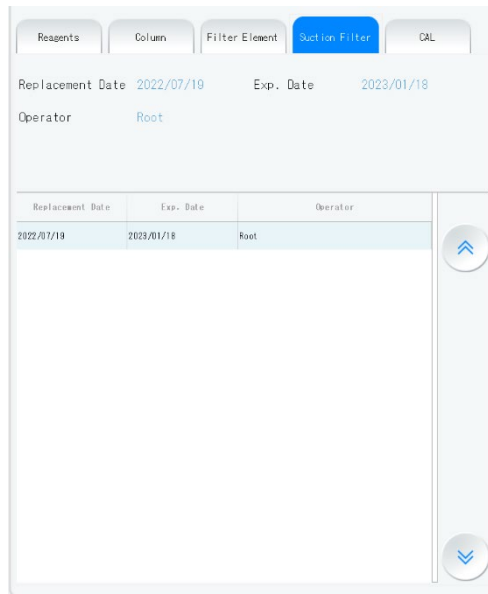 Reagents Column Filter Element Suction Filter CAL
Replacement Date 2022/07/19 Exp. Date 2023/01/18
Operator Root
Replacement Date Exp. Date Operator
2022/07/19 2023/01/18 Root